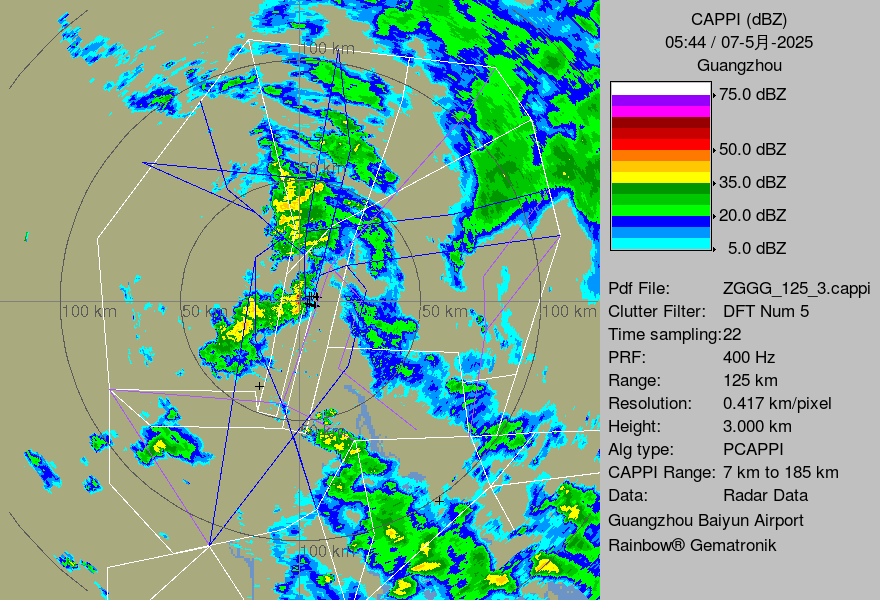 CAPPI (dBZ)
05:44 / 07-5月-2025
Guangzhou
75.0 dBZ
50.0 dBZ
35.0 dBZ
20.0 dBZ
5.0 dBZ
Pdf File: ZGGG_125_3.cappi
Clutter Filter: DFT Num 5
Time sampling:22
PRF: 400 Hz
Range: 125 km
Resolution: 0.417 km/pixel
Height: 3.000 km
Alg type: PCAPPI
CAPPI Range: 7 km to 185 km
Data: Radar Data
Guangzhou Baiyun Airport
Rainbow® Gematronik
100 km
50 km
100 km
50 km
50 km
100 km
50 km
100 km